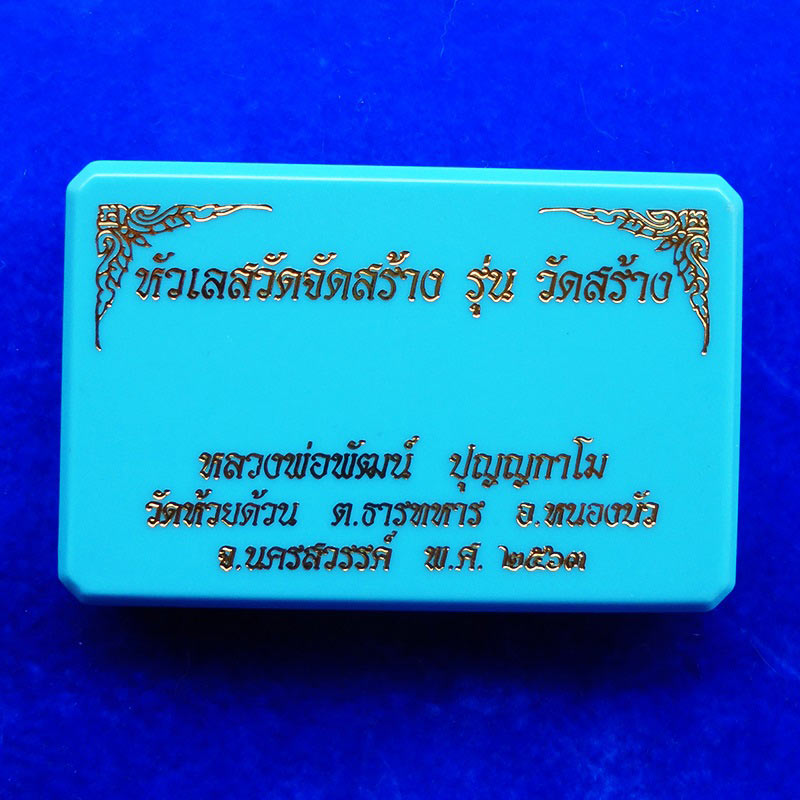 หัวเลสวัดจัดสร้าง รุ่น วัดสร้าง
หลวงพ่อพัฒน์ ปุญญกาโม
วัดห้วยด้วน ต.ธารทหาร อ.หนองบัว
จ.นครสวรรค์ พ.ศ. ๒๕๖๓